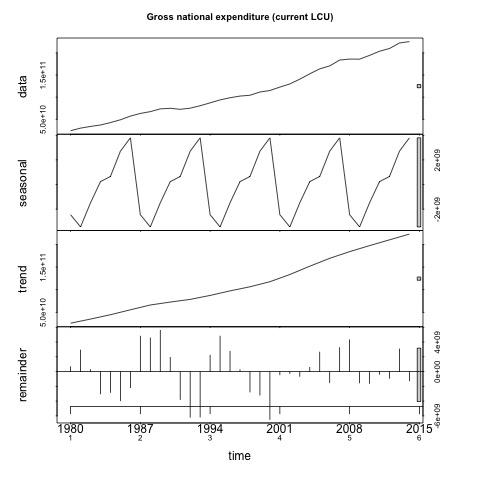 Gross national expenditure (current LCU)
data
5.0e+10 1.5e+11
seasonal
-2e+09 2e+09
trend
5.0e+10 1.5e+11
remainder
-6e+09 0e+00 4e+09
1980 1987 1994 2001 2008 2015
1 2 3 4 5 6
time